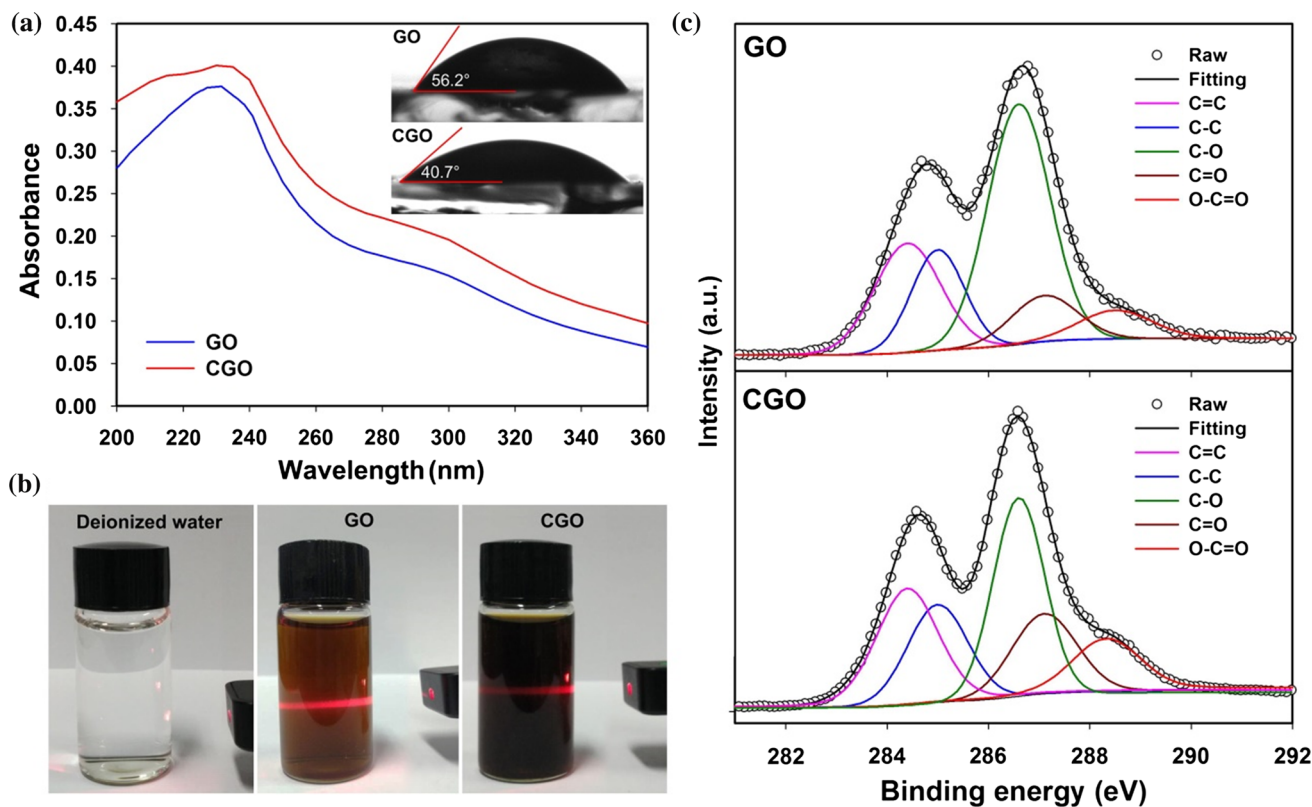 (a)
0.45
0.40
0.35
0.30
0.25
0.20
0.15
0.10
0.05
0.00
Absorbance
200 220 240 260 280 300 320 340 360
Wavelength (nm)
GO
CGO
GO
56.2°
CGO
40.7°
(b)
Deionized water
GO
CGO
(c)
Intensity (a.u.)
GO
Raw
Fitting
C=C
C-C
C-O
C=O
O-C=O
CGO
Raw
Fitting
C=C
C-C
C-O
C=O
O-C=O
282 284 286 288 290 292
Binding energy (eV)